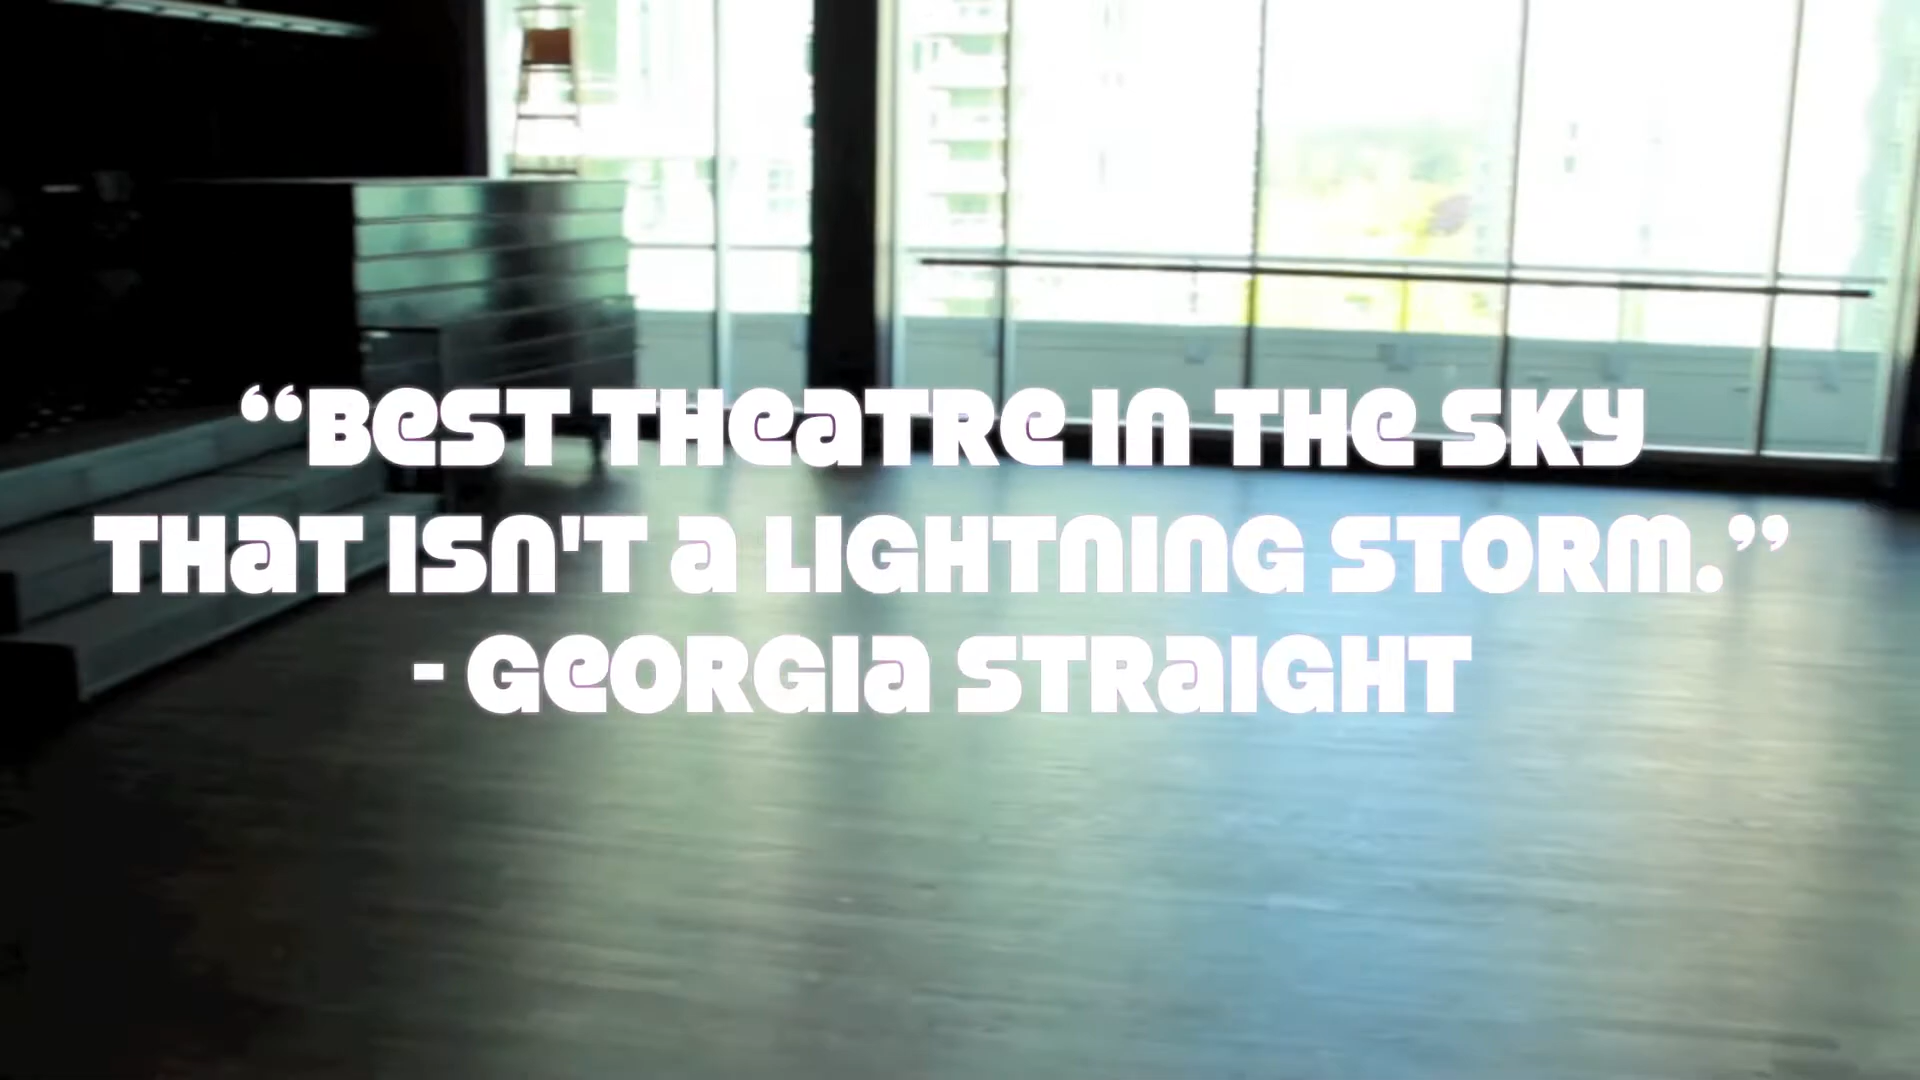 “BeST THeaTRe In THe SKY
THaT ISn'T a LIGHTnInG STORm.”
- GeORGIa STRaIGHT